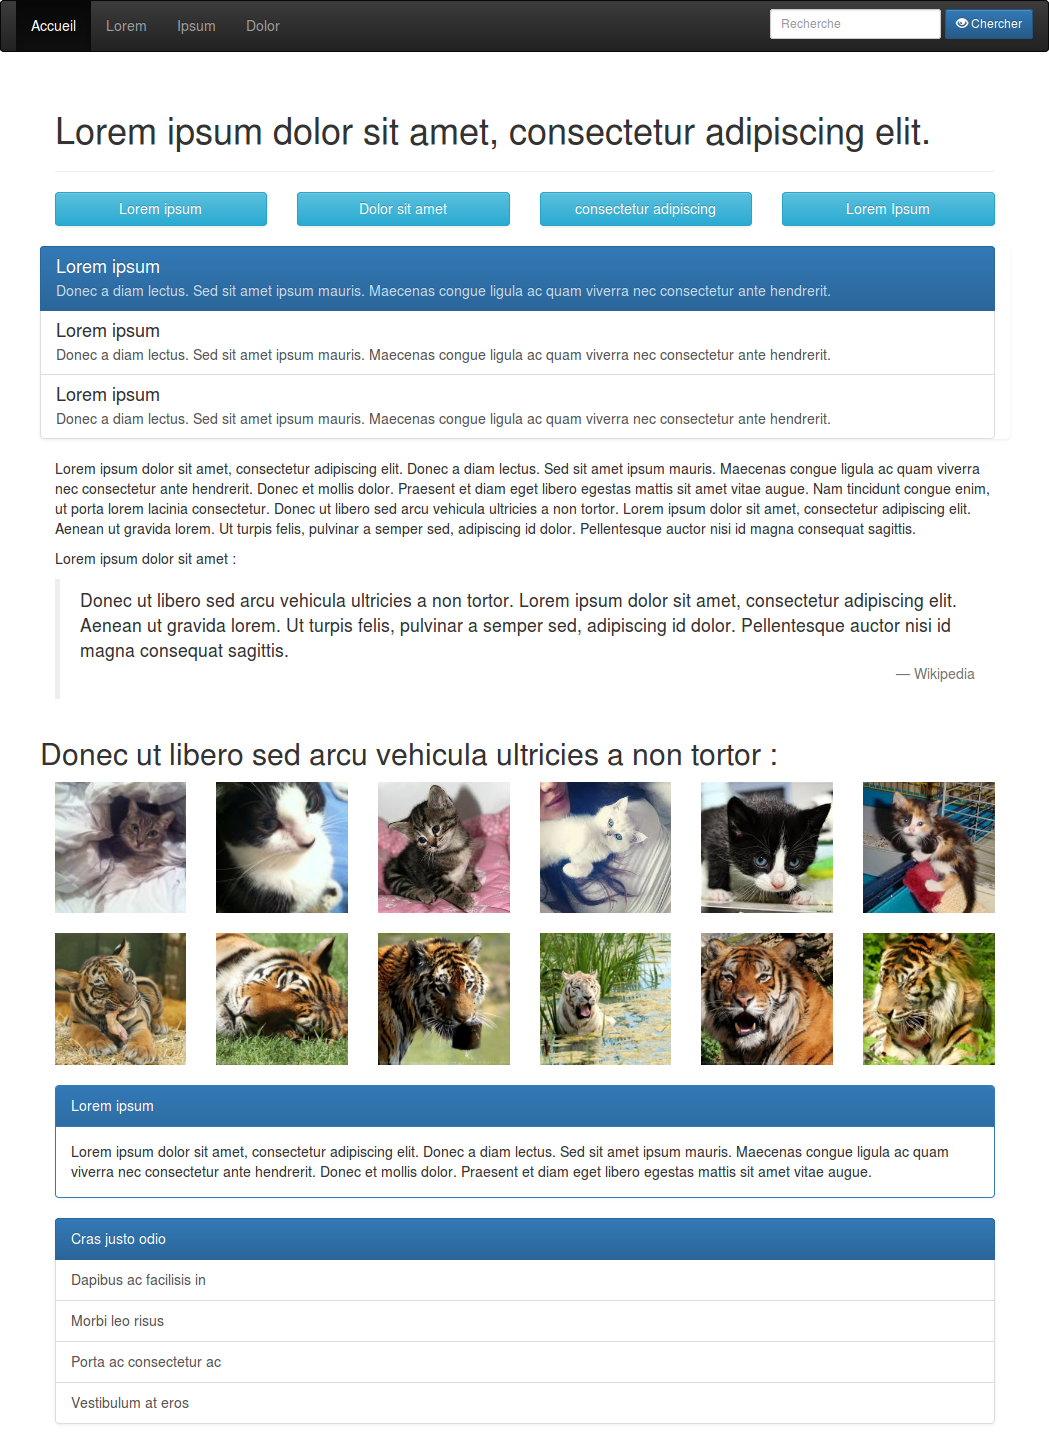 Accueil Lorem Ipsum Dolor Recherche Chercher
Lorem ipsum dolor sit amet, consectetur adipiscing elit.
Lorem ipsum Dolor sit amet consectetur adipiscing Lorem Ipsum
Lorem ipsum
Donec a diam lectus. Sed sit amet ipsum mauris. Maecenas congue ligula ac quam viverra nec consectetur ante hendrerit.
Lorem ipsum
Donec a diam lectus. Sed sit amet ipsum mauris. Maecenas congue ligula ac quam viverra nec consectetur ante hendrerit.
Lorem ipsum
Donec a diam lectus. Sed sit amet ipsum mauris. Maecenas congue ligula ac quam viverra nec consectetur ante hendrerit.
Lorem ipsum dolor sit amet, consectetur adipiscing elit. Donec a diam lectus. Sed sit amet ipsum mauris. Maecenas congue ligula ac quam viverra
nec consectetur ante hendrerit. Donec et mollis dolor. Praesent et diam eget libero egestas mattis sit amet vitae augue. Nam tincidunt congue enim,
ut porta lorem lacinia consectetur. Donec ut libero sed arcu vehicula ultricies a non tortor. Lorem ipsum dolor sit amet, consectetur adipiscing elit.
Aenean ut gravida lorem. Ut turpis felis, pulvinar a semper sed, adipiscing id dolor. Pellentesque auctor nisi id magna consequat sagittis.
Lorem ipsum dolor sit amet :
Donec ut libero sed arcu vehicula ultricies a non tortor. Lorem ipsum dolor sit amet, consectetur adipiscing elit.
Aenean ut gravida lorem. Ut turpis felis, pulvinar a semper sed, adipiscing id dolor. Pellentesque auctor nisi id
magna consequat sagittis.
— Wikipedia
Donec ut libero sed arcu vehicula ultricies a non tortor :
Lorem ipsum
Lorem ipsum dolor sit amet, consectetur adipiscing elit. Donec a diam lectus. Sed sit amet ipsum mauris. Maecenas congue ligula ac quam
viverra nec consectetur ante hendrerit. Donec et mollis dolor. Praesent et diam eget libero egestas mattis sit amet vitae augue.
Cras justo odio
Dapibus ac facilisis in
Morbi leo risus
Porta ac consectetur ac
Vestibulum at eros